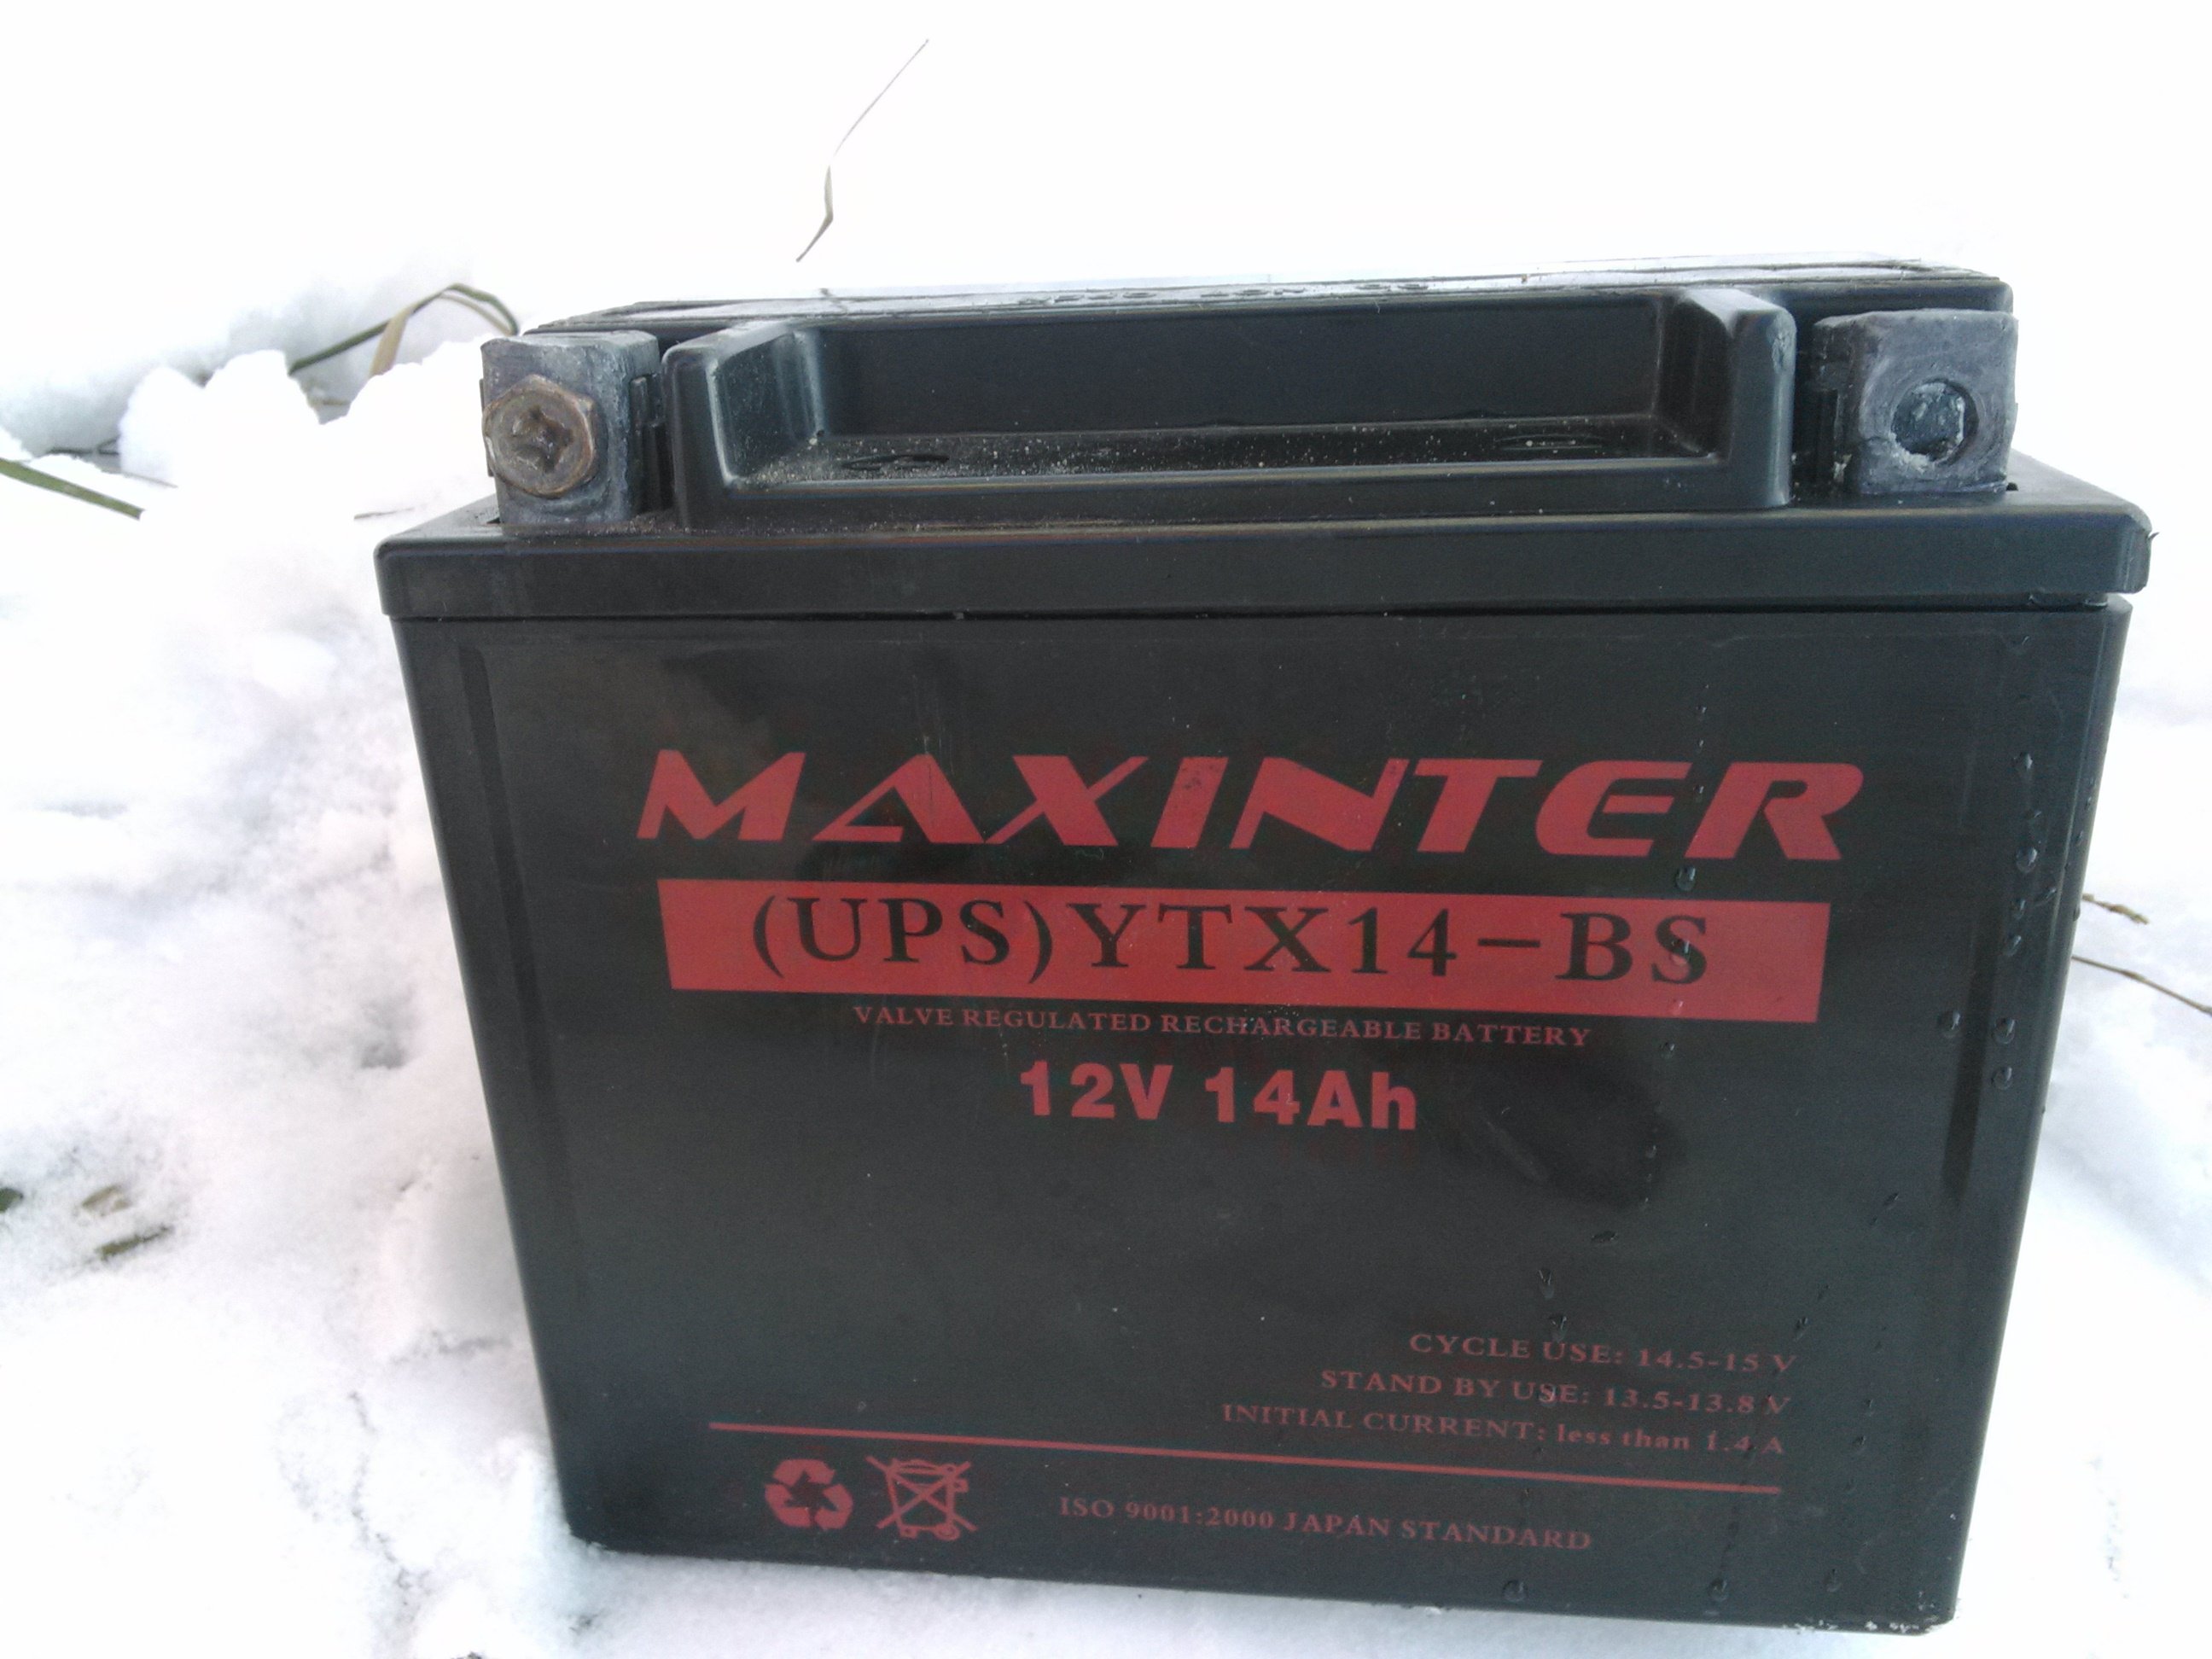 MAXINTER
(UPS)YTX14-BS
VALVE REGULATED RECHARGEABLE BATTERY
12V 14Ah
CYCLE USE: 14.5-15 V
STAND BY USE: 13.5-13.8 V
INITIAL CURRENT: less than 1.4 A
ISO 9001:2000 JAPAN STANDARD